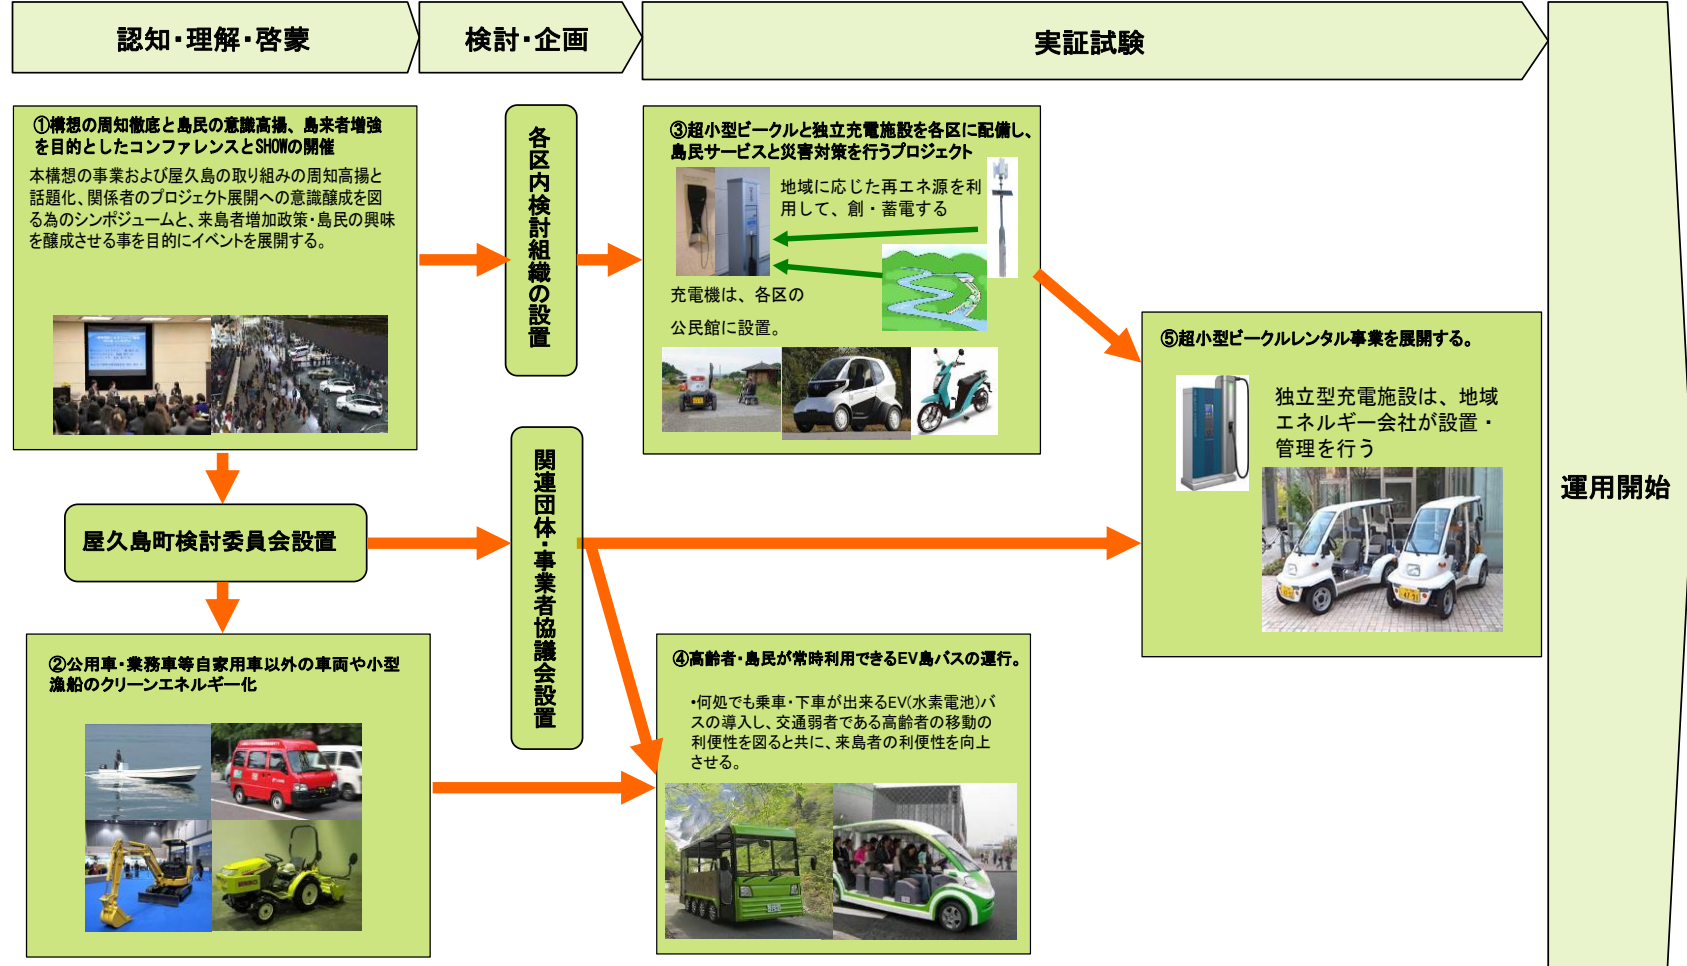 認知・理解・啓蒙
検討・企画
実証試験
運用開始
①構想の周知徹底と島民の意識高揚、島来者増強
を目的としたコンファレンスとSHOWの開催
本構想の事業および屋久島の取り組みの周知高揚と
話題化、関係者のプロジェクト展開への意識醸成を図
る為のシンポジュームと、来島者増加政策・島民の興味
を醸成させる事を目的にイベントを展開する。
屋久島町検討委員会設置
②公用車・業務車等自家用車以外の車両や小型
漁船のクリーンエネルギー化
各区内検討組織の設置
関連団体・事業者協議会設置
③超小型ビークルと独立充電施設を各区に配備し、
島民サービスと災害対策を行うプロジェクト
地域に応じた再エネ源を利
用して、創・蓄電する
充電機は、各区の
公民館に設置。
④高齢者・島民が常時利用できるEV島バスの運行。
•何処でも乗車・下車が出来るEV(水素電池)バ
スの導入し、交通弱者である高齢者の移動の
利便性を図ると共に、来島者の利便性を向上
させる。
⑤超小型ビークルレンタル事業を展開する。
独立型充電施設は、地域
エネルギー会社が設置・
管理を行う